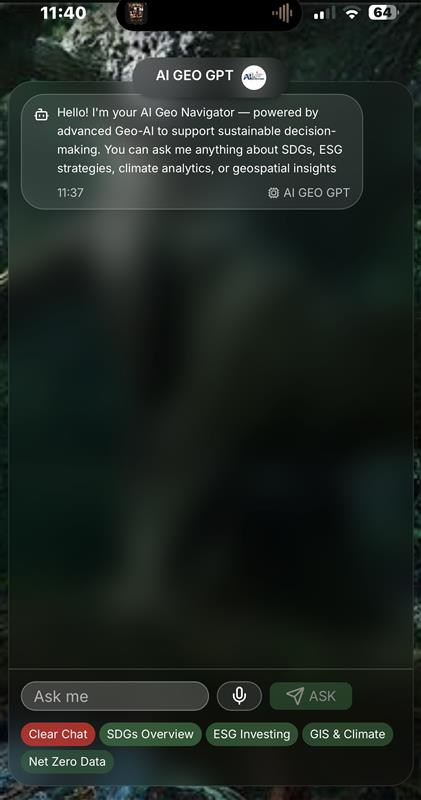 11:40
64
AI GEO GPT
Hello! I'm your AI Geo Navigator — powered by
advanced Geo-AI to support sustainable decision-
making. You can ask me anything about SDGs, ESG
strategies, climate analytics, or geospatial insights
11:37 AI GEO GPT
Ask me
ASK
Clear Chat SDGs Overview ESG Investing GIS & Climate
Net Zero Data